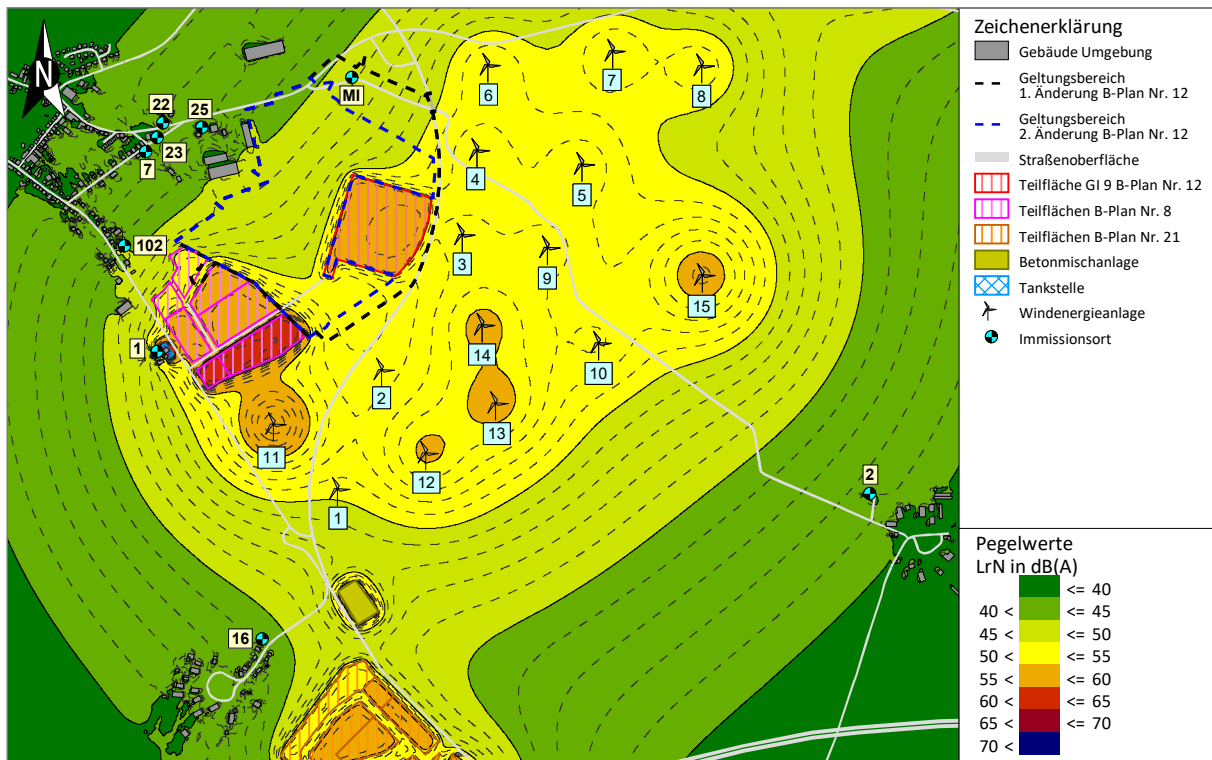 N
22
25
23
7
102
1
MI
16
2
6
7
8
4
5
3
9
15
14
10
2
13
11
12
1
Zeichenerklärung
Gebäude Umgebung
Geltungsbereich
1. Änderung B-Plan Nr. 12
Geltungsbereich
2. Änderung B-Plan Nr. 12
Straßenoberfläche
Teilfläche GI 9 B-Plan Nr. 12
Teilflächen B-Plan Nr. 8
Teilflächen B-Plan Nr. 21
Betonmischanlage
Tankstelle
Windenergieanlage
Immissionsort
Pegelwerte
LrN in dB(A)
<= 40
40 < <= 45
45 < <= 50
50 < <= 55
55 < <= 60
60 < <= 65
65 < <= 70
70 <